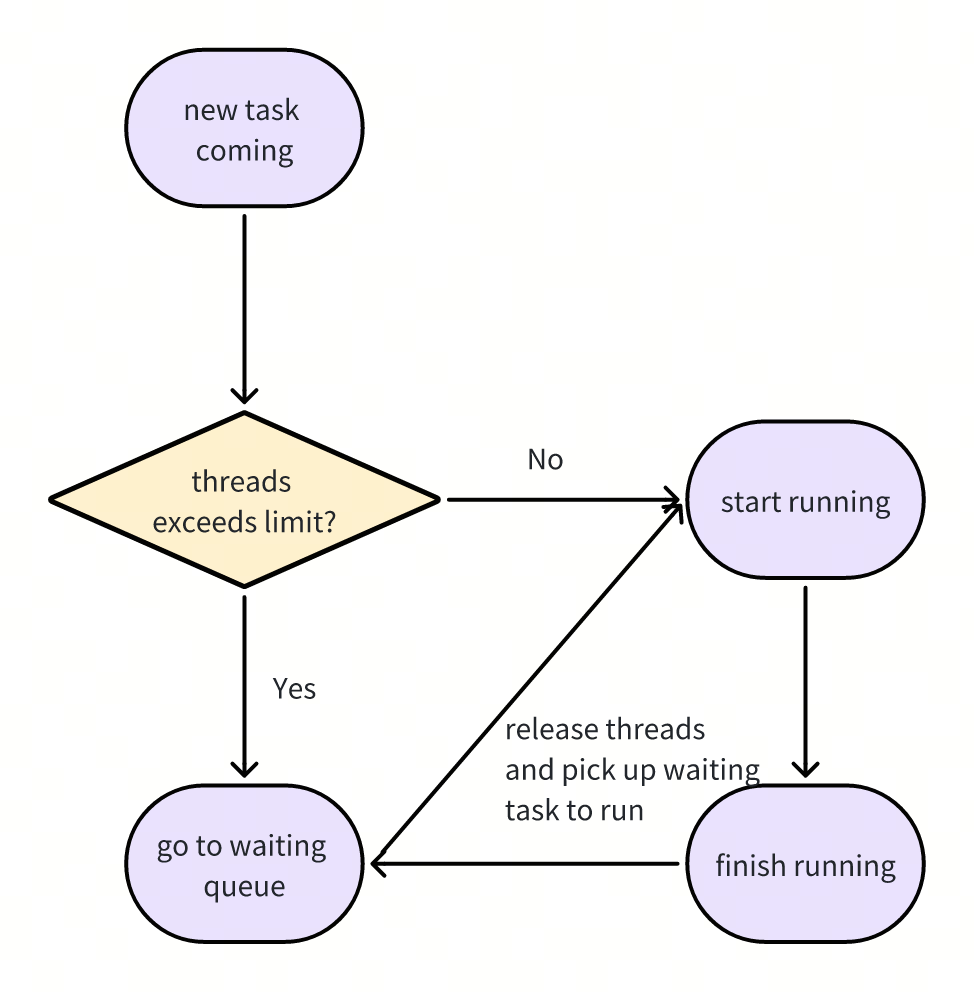 new task
coming
threads
exceeds limit?
No
start running
Yes
release threads
and pick up waiting
task to run
go to waiting
queue
finish running